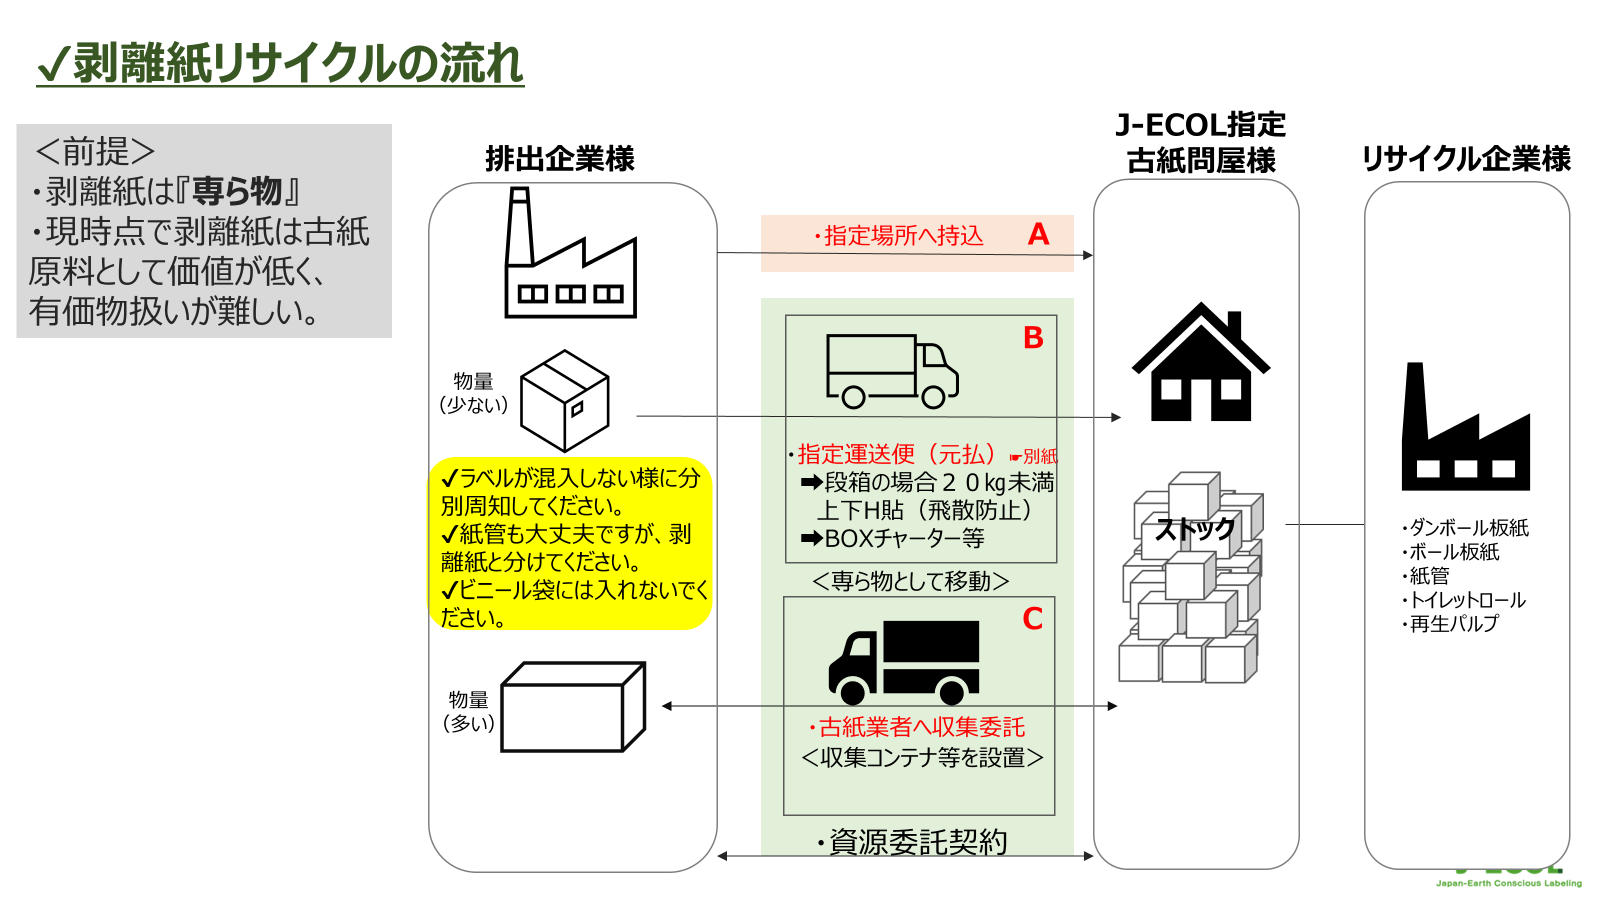 ✓剥離紙リサイクルの流れ
＜前提＞
・剥離紙は『専ら物』
・現時点で剥離紙は古紙
原料として価値が低く、
有価物扱いが難しい。
排出企業様
物量
（少ない）
✓ラベルが混入しない様に分
別周知してください。
✓紙管も大丈夫ですが、剥
離紙と分けてください。
✓ビニール袋には入れないでく
ださい。
物量
（多い）
・指定場所へ持込 A
B
・指定運送便（元払）☛別紙
➡段箱の場合２０㎏未満
上下H貼（飛散防止）
➡BOXチャーター等
＜専ら物として移動＞
C
・古紙業者へ収集委託
＜収集コンテナ等を設置＞
・資源委託契約
J-ECOL指定
古紙問屋様
ストック
リサイクル企業様
・ダンボール板紙
・ボール板紙
・紙管
・トイレットロール
・再生パルプ
J-ECOL
Japan-Earth Conscious Labeling